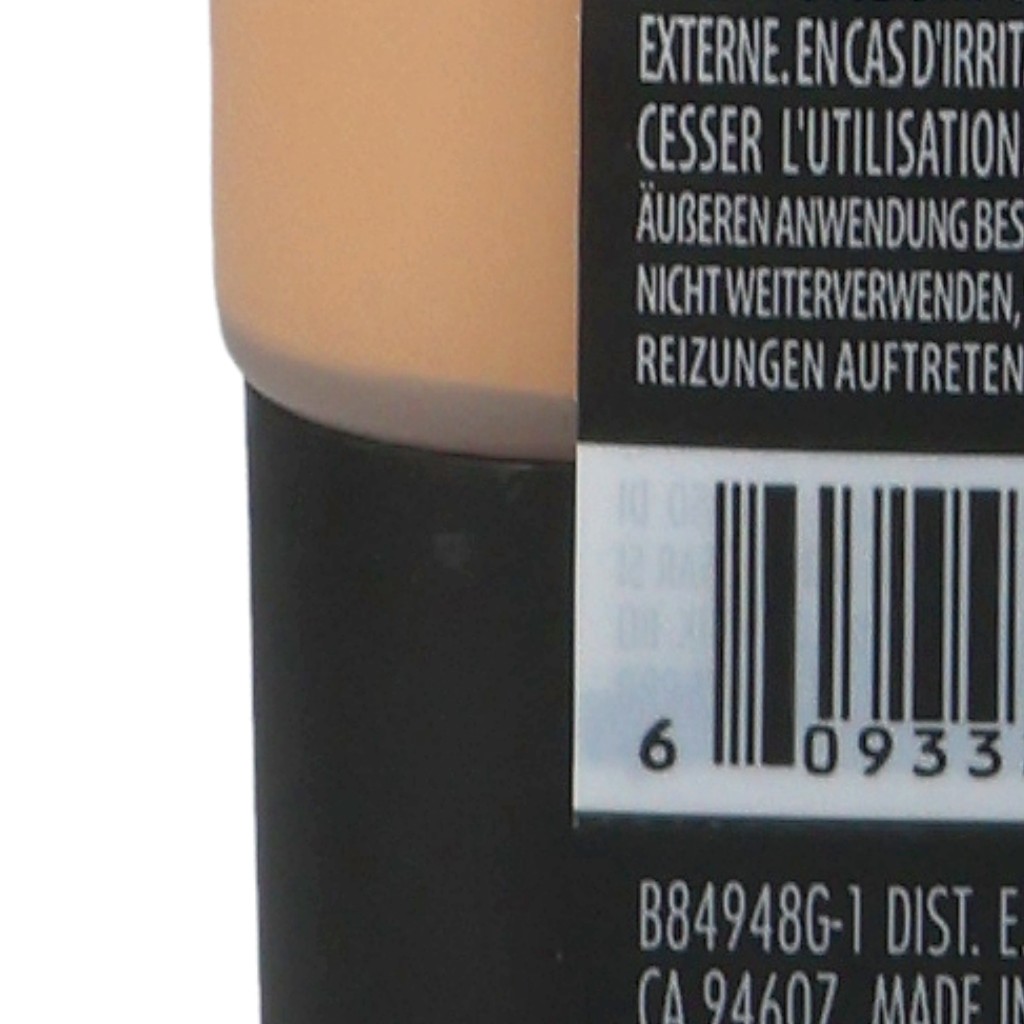 EXTERNE. EN CAS D'IRRIT
CESSER L'UTILISATION
ÄUßEREN ANWENDUNG BES
NICHT WEITERVERWENDEN,
REIZUNGEN AUFTRETEN
6 0933
B84948G-1 DIST. E.
CA 94607. MADE IN